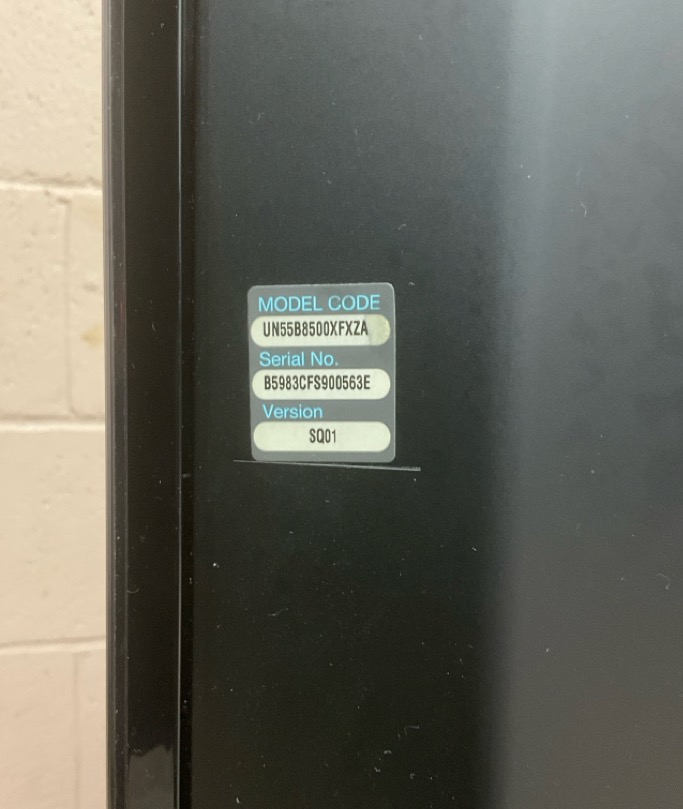 MODEL CODE
UN55B8500XFXZA
Serial No.
B5983CFS900563E
Version
SQ01